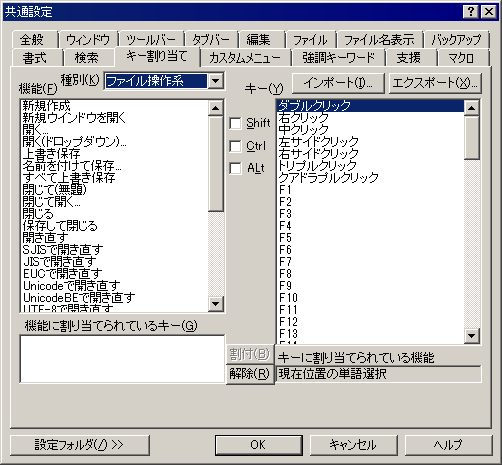 共通設定
全般 ウィンドウ ツールバー タブバー 編集 ファイル ファイル名表示 バックアップ
書式 検索 キー割り当て カスタムメニュー 強調キーワード 支援 マクロ
種別(K) ファイル操作系
機能(F)
新規作成
新規ウインドウを開く
開く...
開く(ドロップダウン)...
上書き保存
名前を付けて保存...
すべて上書き保存
閉じて(無題)
閉じて開く...
閉じる
保存して閉じる
開き直す
SJISで開き直す
JISで開き直す
EUCで開き直す
Unicodeで開き直す
UnicodeBEで開き直す
UTF-8で開き直す
機能に割り当てられているキー(G)
Shift
Ctrl
ALt
キー(Y) インポート(I)... エクスポート(X)...
ダブルクリック
右クリック
中クリック
左サイドクリック
右サイドクリック
トリプルクリック
クアドラプルクリック
F1
F2
F3
F4
F5
F6
F7
F8
F9
F10
F11
F12
F13
F14
割付(B)
キーに割り当てられている機能
解除(R) 現在位置の単語選択
設定フォルダ(/) >> OK キャンセル ヘルプ